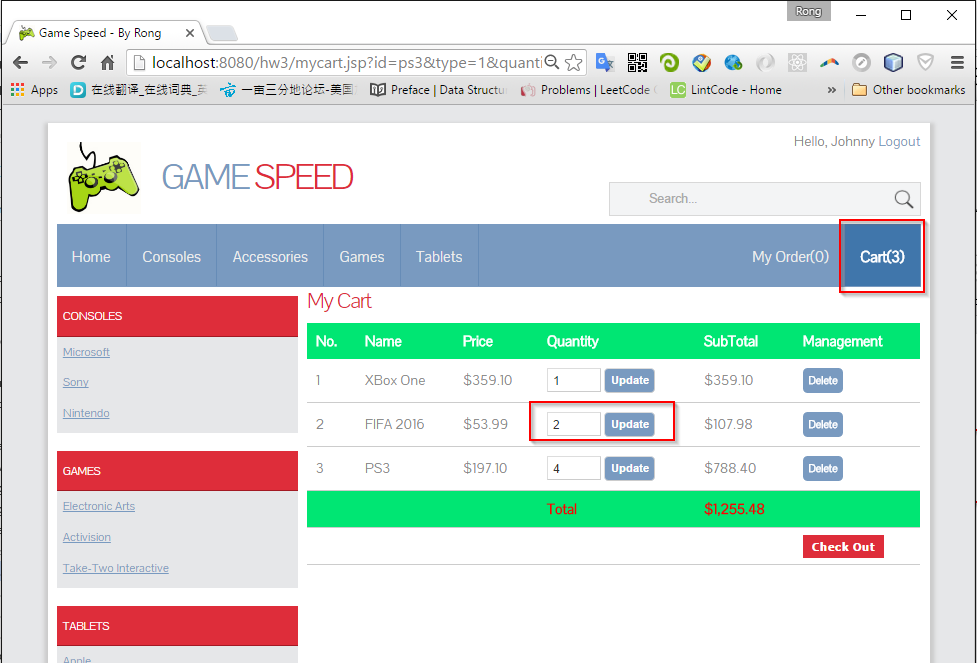 Rong
Game Speed - By Rong
localhost:8080/hw3/mycart.jsp?id=ps3&type=1&quanti
Apps 在线翻译_在线词典_ 一亩三分地论坛-美国 Preface | Data Structu Problems | LeetCode LC LintCode - Home » Other bookmarks
Hello, Johnny Logout
GAME SPEED
Search...
Home Consoles Accessories Games Tablets My Order(0) Cart(3)
CONSOLES
Microsoft
Sony
Nintendo
GAMES
Electronic Arts
Activision
Take-Two Interactive
TABLETS
Apple
My Cart
No. Name Price Quantity SubTotal Management
1 XBox One $359.10 1 Update $359.10 Delete
2 FIFA 2016 $53.99 2 Update $107.98 Delete
3 PS3 $197.10 4 Update $788.40 Delete
Total $1,255.48
Check Out